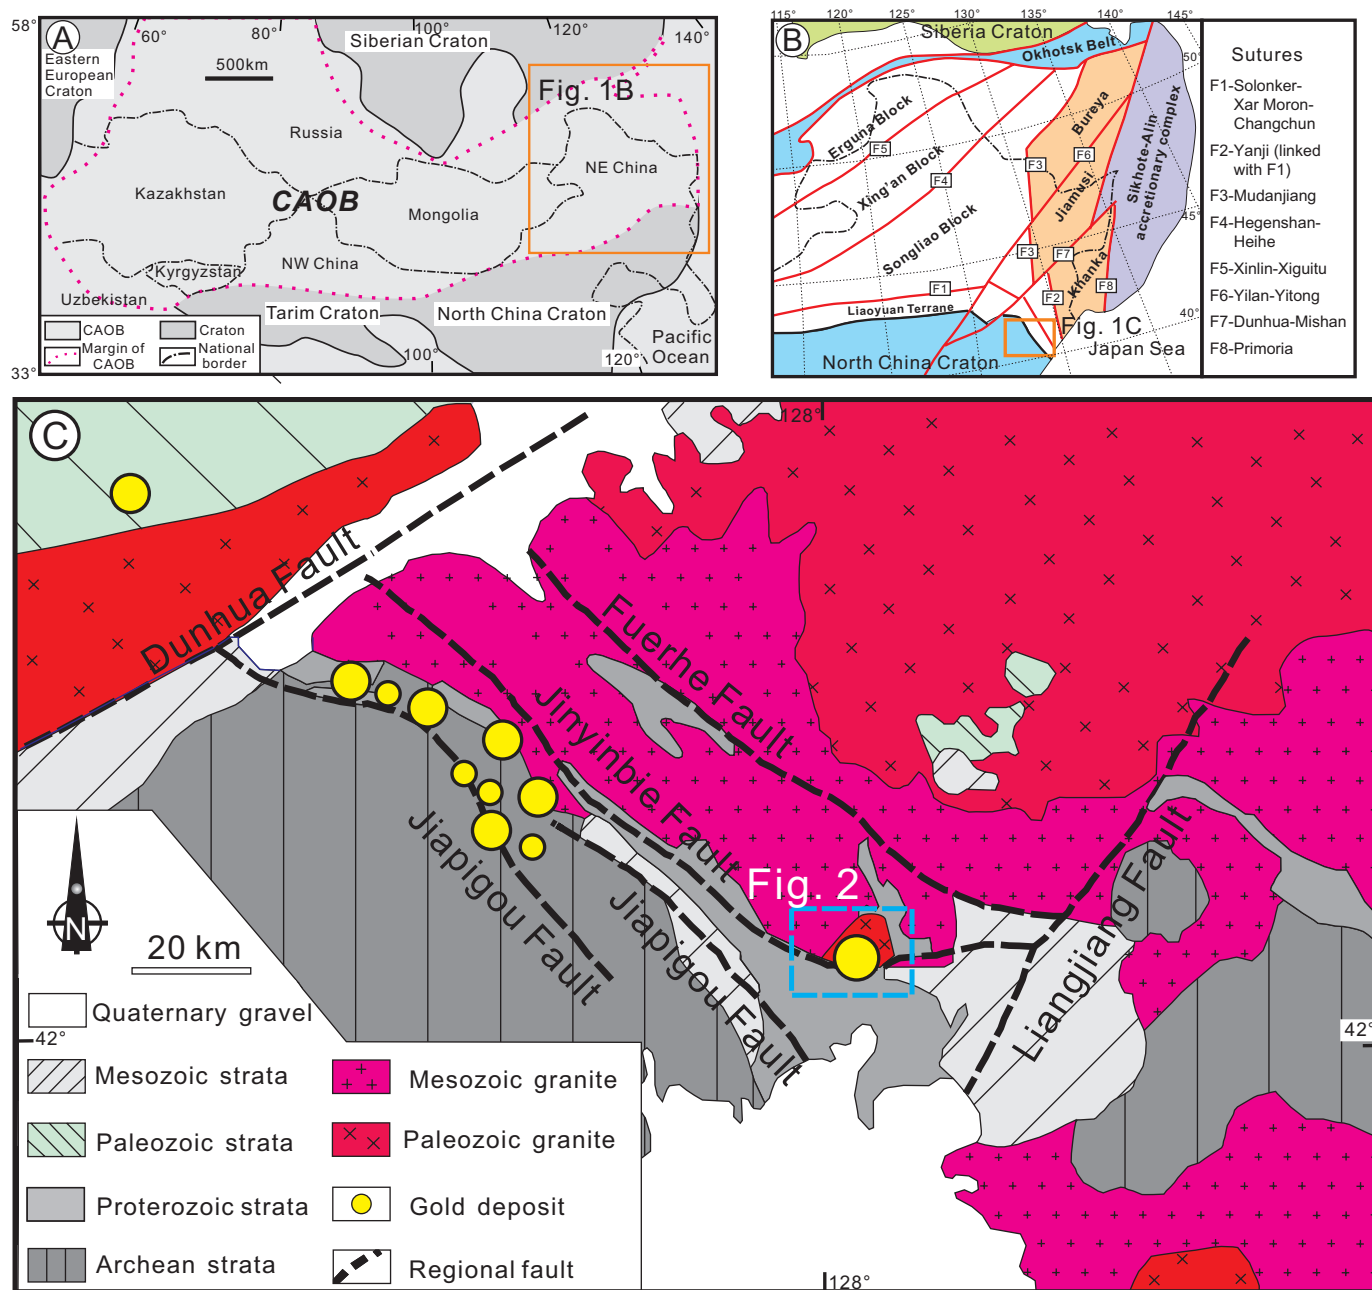 A
58°
60°
100°
120°
140°
Siberian Craton
Eastern
European
Craton
500km
Fig. 1B
Russia
NE China
Kazakhstan
CAOB
Mongolia
NW China
Kyrgyzstan
Uzbekistan
Tarim Craton
North China Craton
Pacific
Ocean
CAOB
Craton
Margin of
CAOB
National
border
100°
120°
33°
B
115°
120°
125°
130°
135°
140°
145°
Siberia Craton
Okhotsk Belt
50°
Erguna Block
F5
Xing'an Block
F4
Songliao Block
Bureya
F3
F6
Jiamusi
Sikhote-Alin
accretionary complex
45°
F3
F7
Khanka
F8
F1
F2
Liaoyuan Terrane
40°
Fig. 1C
Japan Sea
North China Craton
Sutures
F1-Solonker-
Xar Moron-
Changchun
F2-Yanji (linked
with F1)
F3-Mudanjiang
F4-Hegenshan-
Heihe
F5-Xinlin-Xiguitu
F6-Yilan-Yitong
F7-Dunhua-Mishan
F8-Primoria
C
128°
Dunhua Fault
Fuerhe Fault
Jinyinbie Fault
Jiapigou Fault
Jiapigou Fault
Liangjiang Fault
Fig. 2
N
20 km
42°
42°
128°
Quaternary gravel
Mesozoic strata
Mesozoic granite
Paleozoic strata
Paleozoic granite
Proterozoic strata
Gold deposit
Archean strata
Regional fault